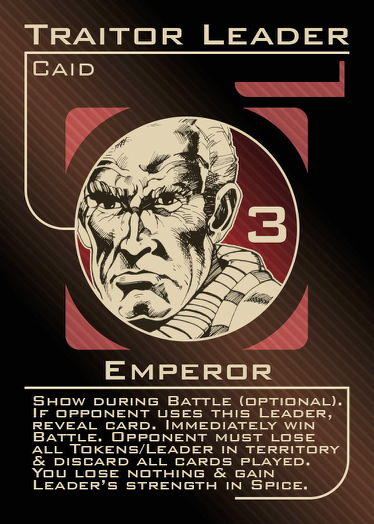 Traitor Leader
Caid
3
Emperor
Show during Battle (optional).
If opponent uses this Leader,
reveal card. Immediately win
Battle. Opponent must lose
all Tokens/Leader in territory
& discard all cards played.
You lose nothing & gain
Leader's strength in Spice.